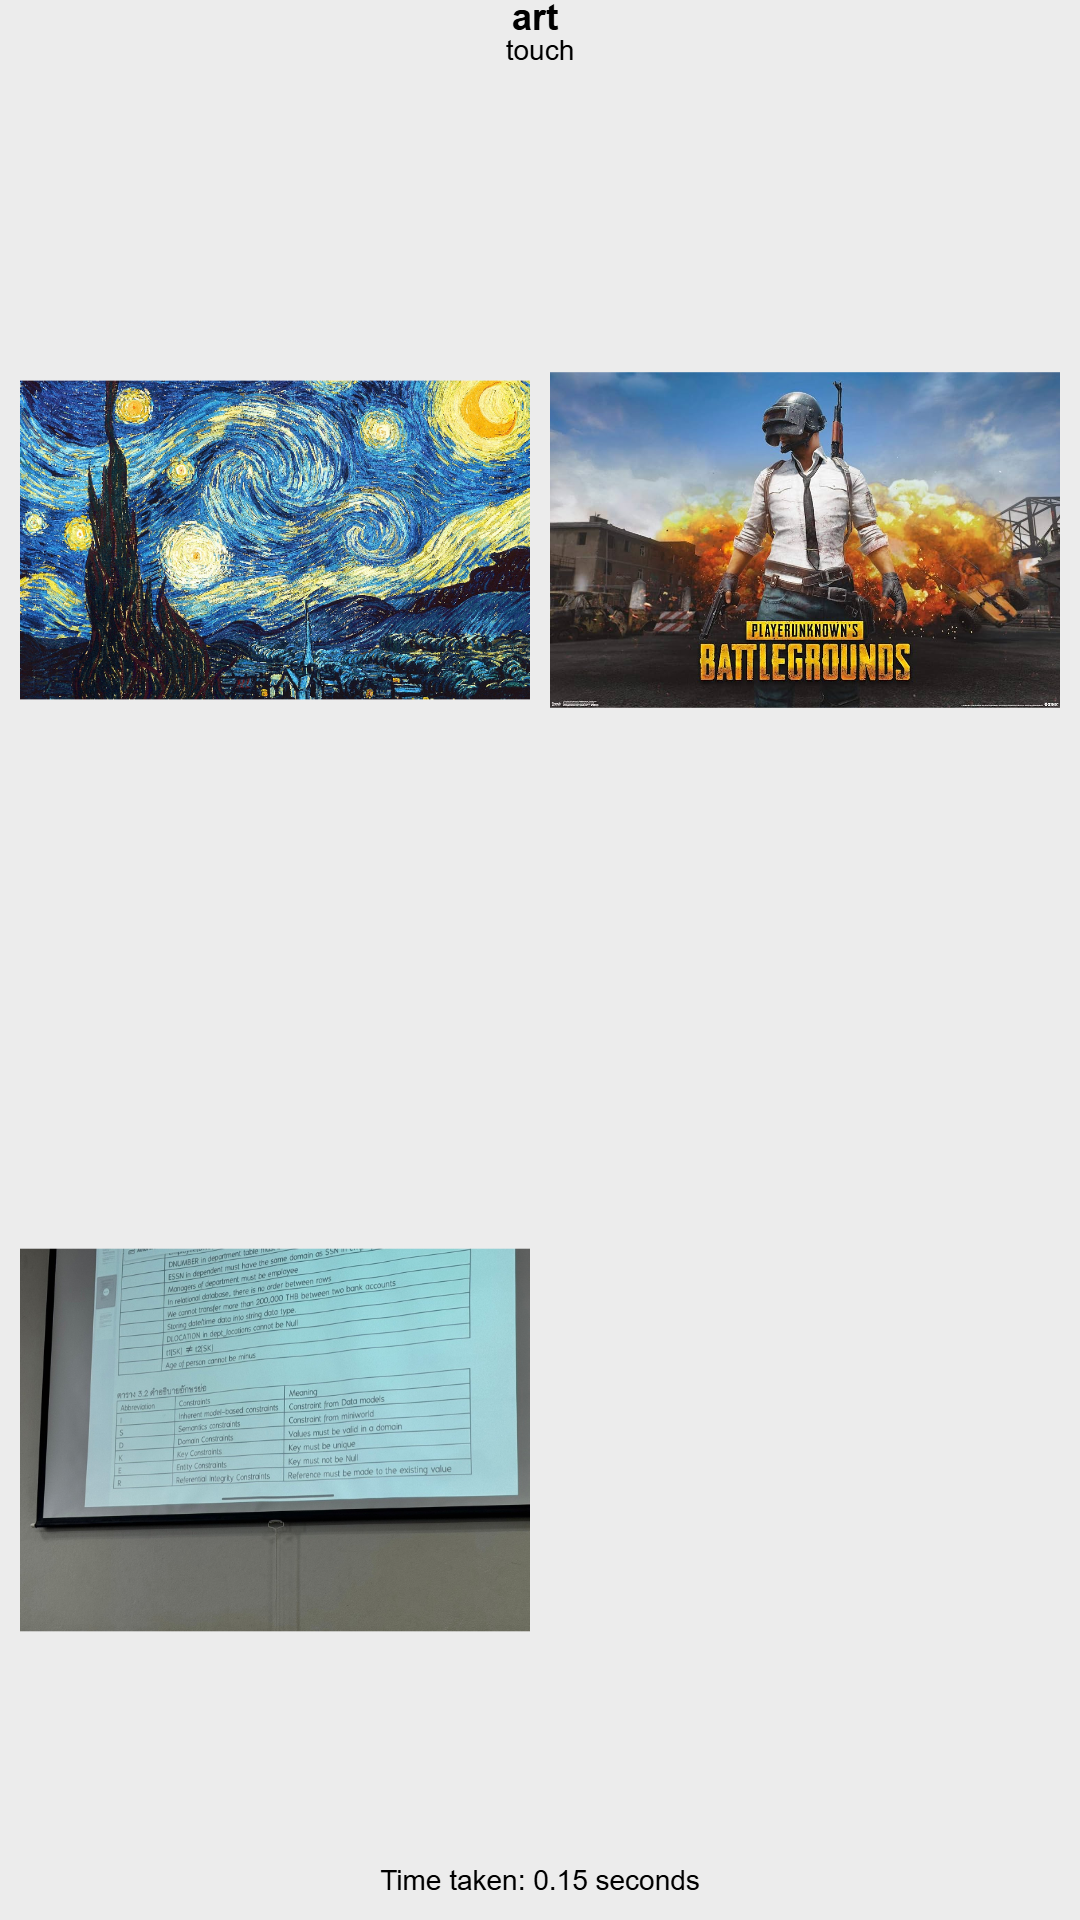 art
touch
PLAYERUNKNOWN'S
BATTLEGROUNDS
DNUMBER in department table
ESSN in dependent must have the same domain as SSN in
Managers of department must be employee
In relational database, there is no order between rows
We cannot transfer more than 200,000 THB between two bank accounts
Storing date/time data into string data type.
DLOCATION in dept_locations cannot be Null
t1[SK] ≠ t2[SK]
Age of person cannot be minus
ตาราง 3.2 คำอธิบายอักษรย่อ
Abbreviation Constraints Meaning
I Inherent model-based constraints Constraint from Data models
S Semantics constraints Constraint from miniworld
D Domain Constraints Values must be valid in a domain
K Key Constraints Key must be unique
E Entity Constraints Key must not be Null
R Referential Integrity Constraints Reference must be made to the existing value
Time taken: 0.15 seconds